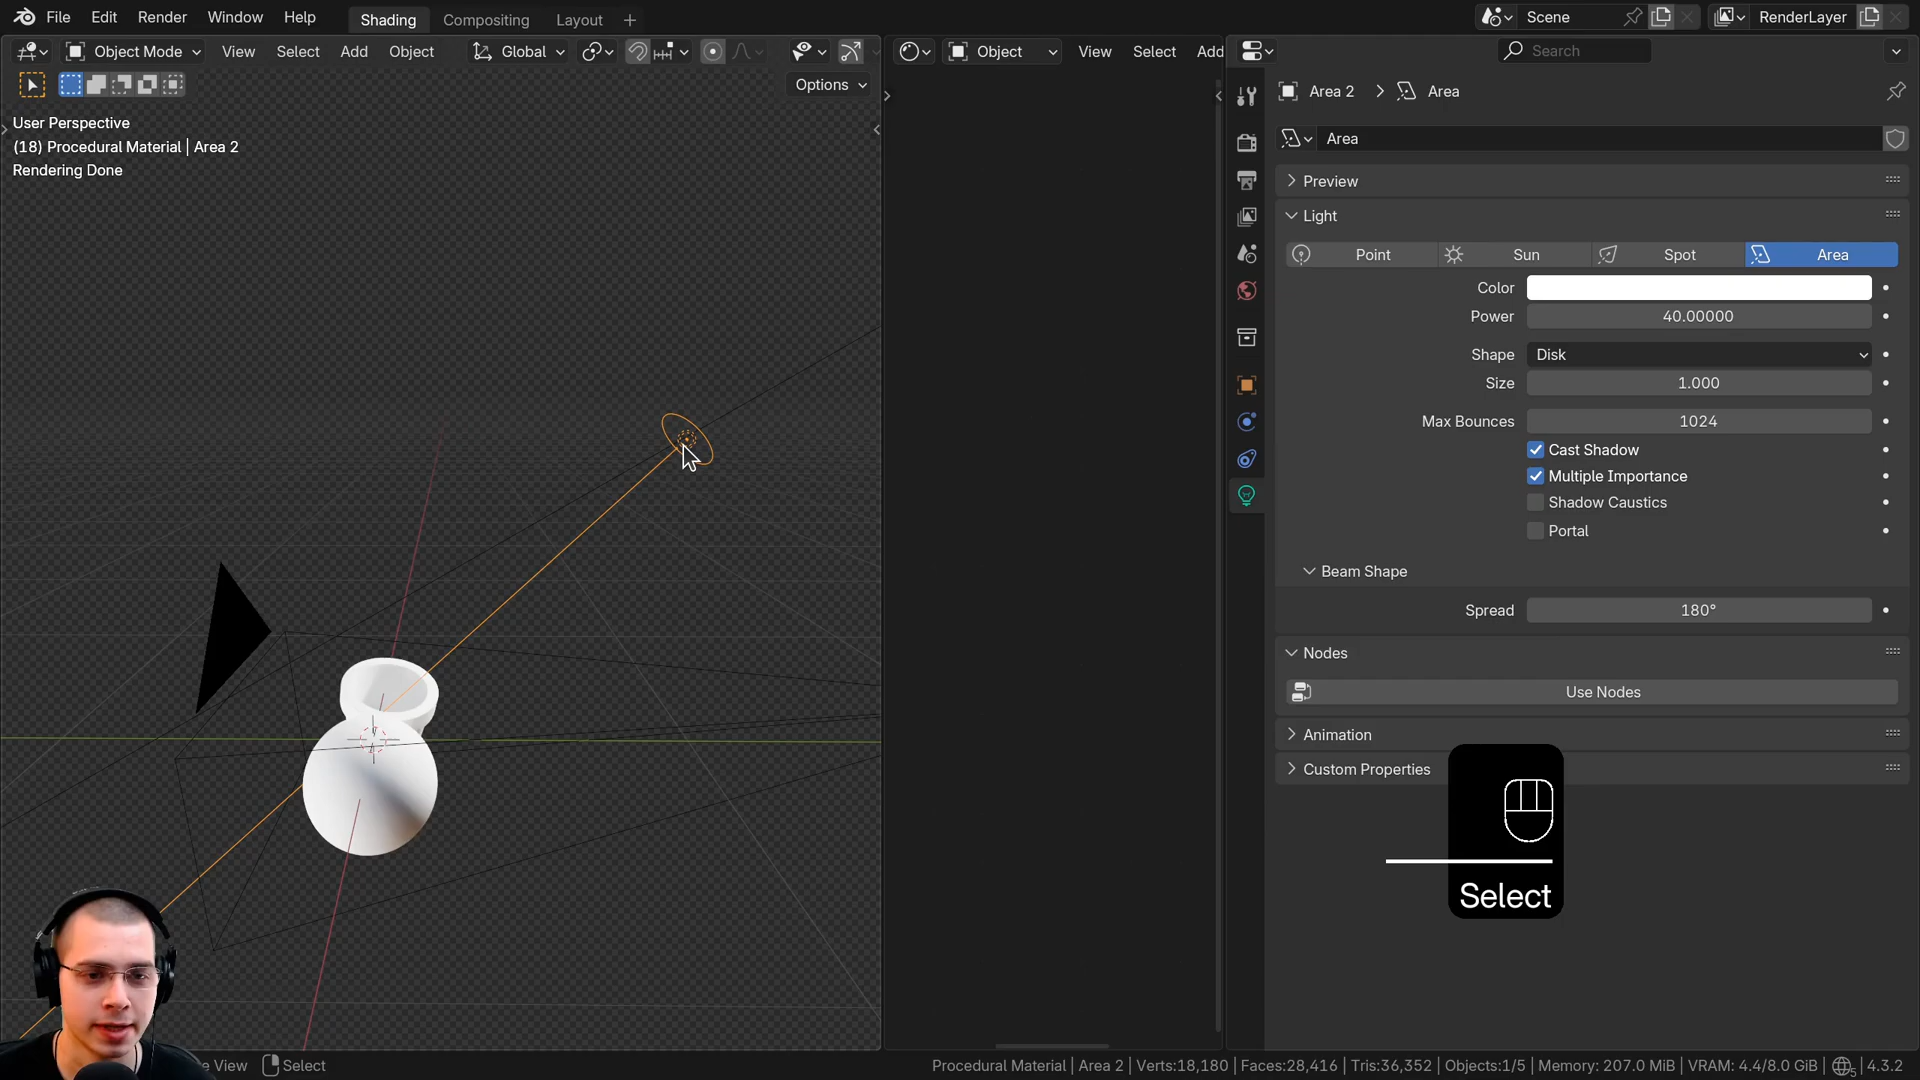 File Edit Render Window Help Shading Compositing Layout Scene RenderLayer
Object Mode View Select Add Object Global Object View Select Add Search
Options
User Perspective
(18) Procedural Material | Area 2
Rendering Done
Area 2 Area
Area
Preview
Light
Point Sun Spot Area
Color
Power 40.00000
Shape Disk
Size 1.000
Max Bounces 1024
Cast Shadow
Multiple Importance
Shadow Caustics
Portal
Beam Shape
Spread 180°
Nodes
Use Nodes
Animation
Custom Properties
Select
View Select Procedural Material | Area 2 | Verts:18,180 | Faces:28,416 | Tris:36,352 | Objects:1/5 | Memory: 207.0 MiB | VRAM: 4.4/8.0 GiB | 5 | 4.3.2